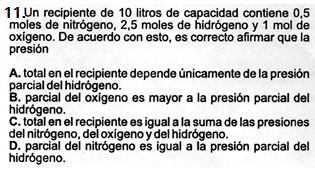 11.Un recipiente de 10 litros de capacidad contiene 0,5
moles de nitrógeno, 2,5 moles de hidrógeno y 1 mol de
oxígeno. De acuerdo con esto, es correcto afirmar que la
presión
A. total en el recipiente depende únicamente de la presión
parcial del hidrógeno.
B. parcial del oxígeno es mayor a la presión parcial del
hidrógeno.
C. total en el recipiente es igual a la suma de las presiones
del nitrógeno, del oxígeno y del hidrógeno.
D. parcial del nitrógeno es igual a la presión parcial del
hidrógeno.